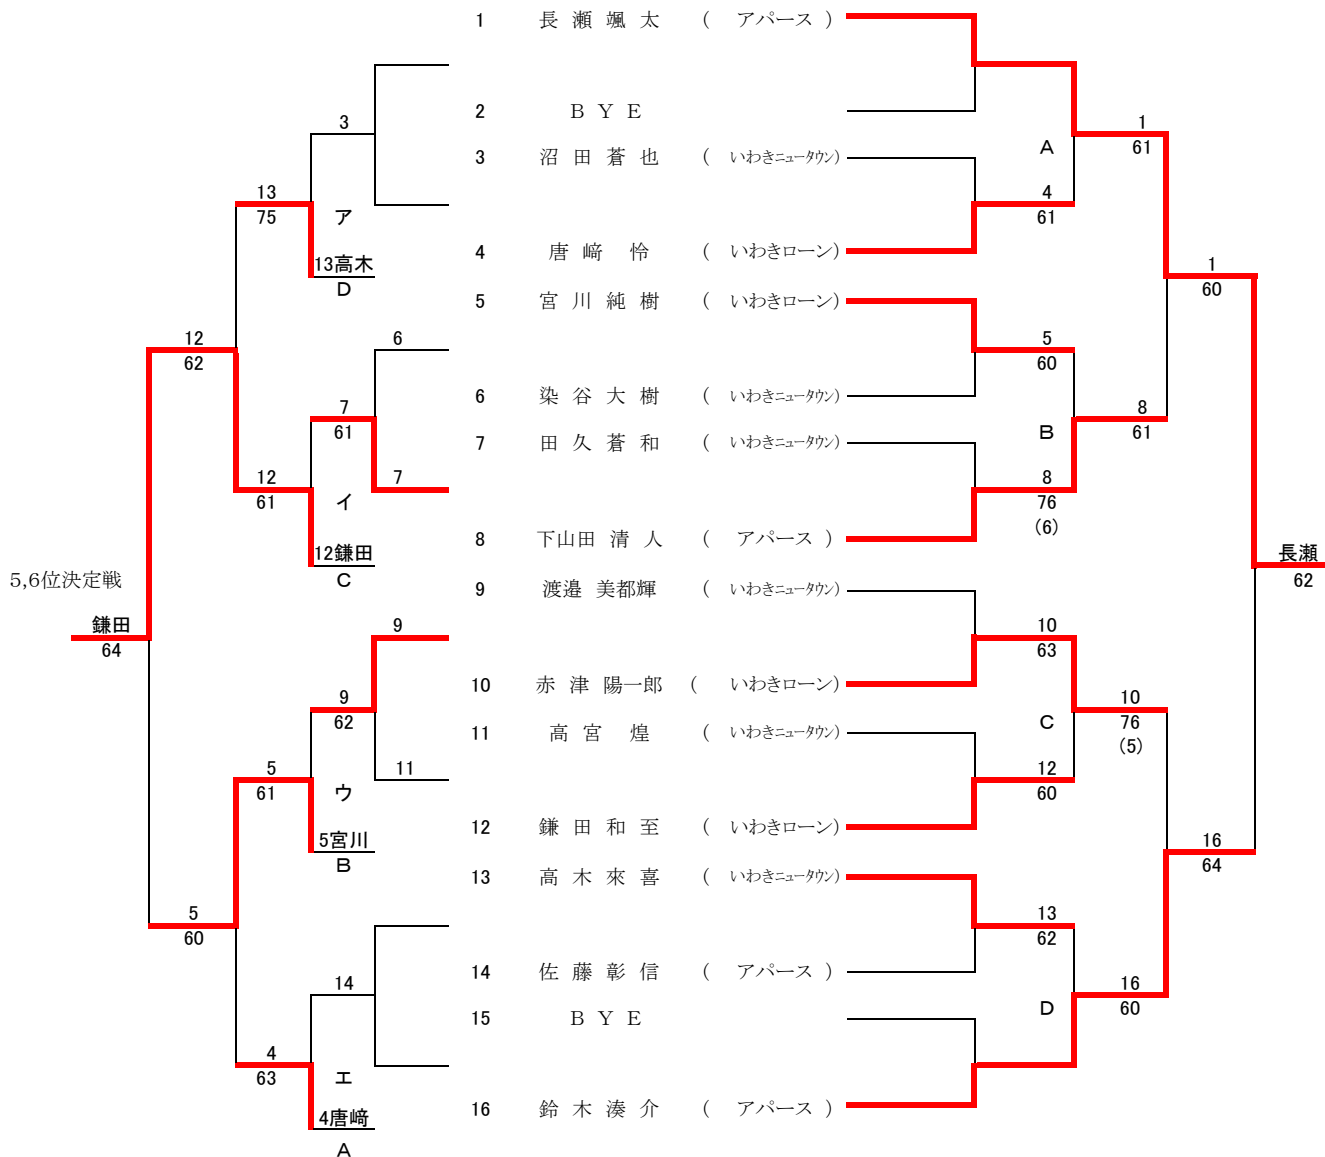 1 長瀬颯太 ( アパース )
2 BYE
3 沼田蒼也 ( いわきニュータウン)
4 唐﨑 怜 ( いわきローン)
5 宮川純樹 ( いわきローン)
6 染谷大樹 ( いわきニュータウン)
7 田久蒼和 ( いわきニュータウン)
8 下山田清人 ( アパース )
9 渡邉 美都輝 ( いわきニュータウン)
10 赤津陽一郎 ( いわきローン)
11 高宮 煌 ( いわきニュータウン)
12 鎌田和至 ( いわきローン)
13 高木來喜 ( いわきニュータウン)
14 佐藤彰信 ( アパース )
15 BYE
16 鈴木湊介 ( アパース )
3
13
75
ア
13高木
D
12
62
6
7
61
7
12
61
イ
12鎌田
C
5,6位決定戦
鎌田
64
9
9
62
11
5
61
ウ
5宮川
B
5
60
14
4
63
エ
4唐﨑
A
A
4
61
1
61
5
60
B
8
76
(6)
8
61
1
60
10
63
C
12
60
10
76
(5)
13
62
D
16
60
16
64
長瀬
62